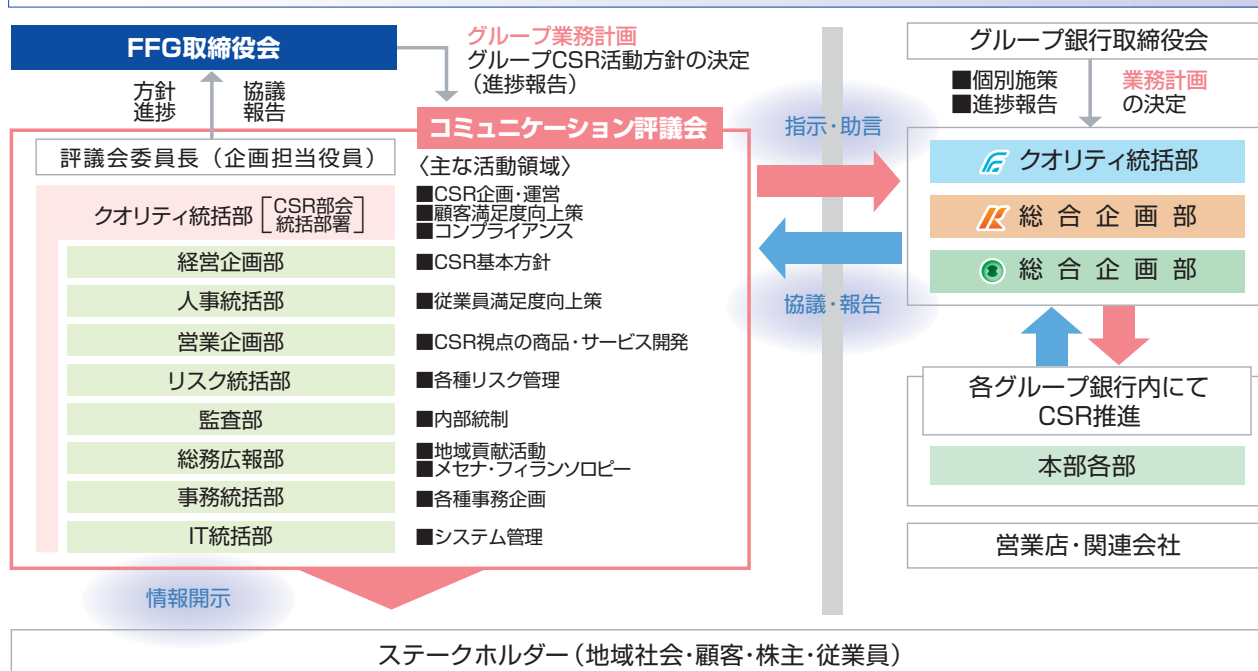 FFG取締役会
グループ業務計画
グループCSR活動方針の決定
（進捗報告）
方針
進捗
協議
報告
コミュニケーション評議会
評議会委員長（企画担当役員）
〈主な活動領域〉
クオリティ統括部［CSR部会
統括部署］
■CSR企画・運営
■顧客満足度向上策
■コンプライアンス
経営企画部
■CSR基本方針
人事統括部
■従業員満足度向上策
営業企画部
■CSR視点の商品・サービス開発
リスク統括部
■各種リスク管理
監査部
■内部統制
総務広報部
■地域貢献活動
■メセナ・フィランソロピー
事務統括部
■各種事務企画
IT統括部
■システム管理
情報開示
指示・助言
協議・報告
グループ銀行取締役会
■個別施策
■進捗報告
業務計画
の決定
クオリティ統括部
総合企画部
総合企画部
各グループ銀行内にて
CSR推進
本部各部
営業店・関連会社
ステークホルダー（地域社会・顧客・株主・従業員）